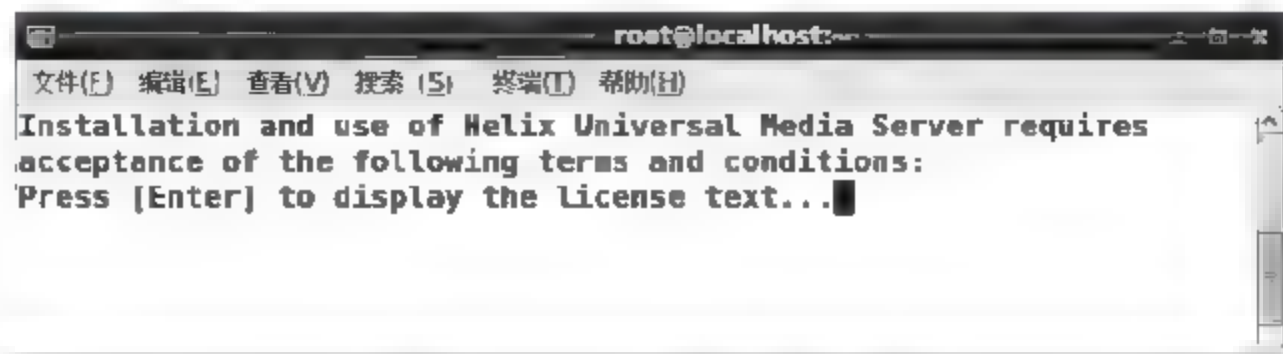 root@localhost:~
文件(F) 编辑(E) 查看(V) 搜索 (S) 终端(T) 帮助(H)
Installation and use of Helix Universal Media Server requires
acceptance of the following terms and conditions:
Press [Enter] to display the license text...